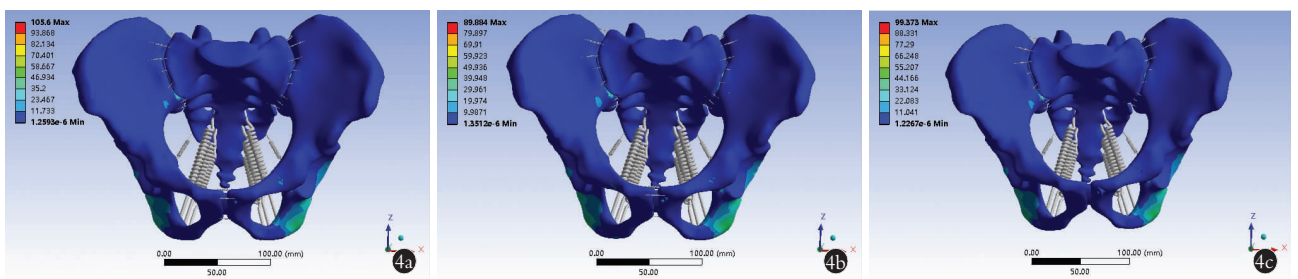 103.6 Max
93.868
82.134
70.401
58.667
46.934
35.2
23.467
11.733
1.2593e-6 Min
0.00
100.00 (mm)
50.00
Z
X
4a
89.884 Max
79.897
69.91
59.923
49.936
39.948
29.961
19.974
9.9871
1.3512e-6 Min
0.00
100.00 (mm)
50.00
Z
X
4b
99.373 Max
88.331
77.29
66.248
55.207
44.166
33.124
22.083
11.041
1.2267e-6 Min
0.00
100.00 (mm)
50.00
Z
X
4c